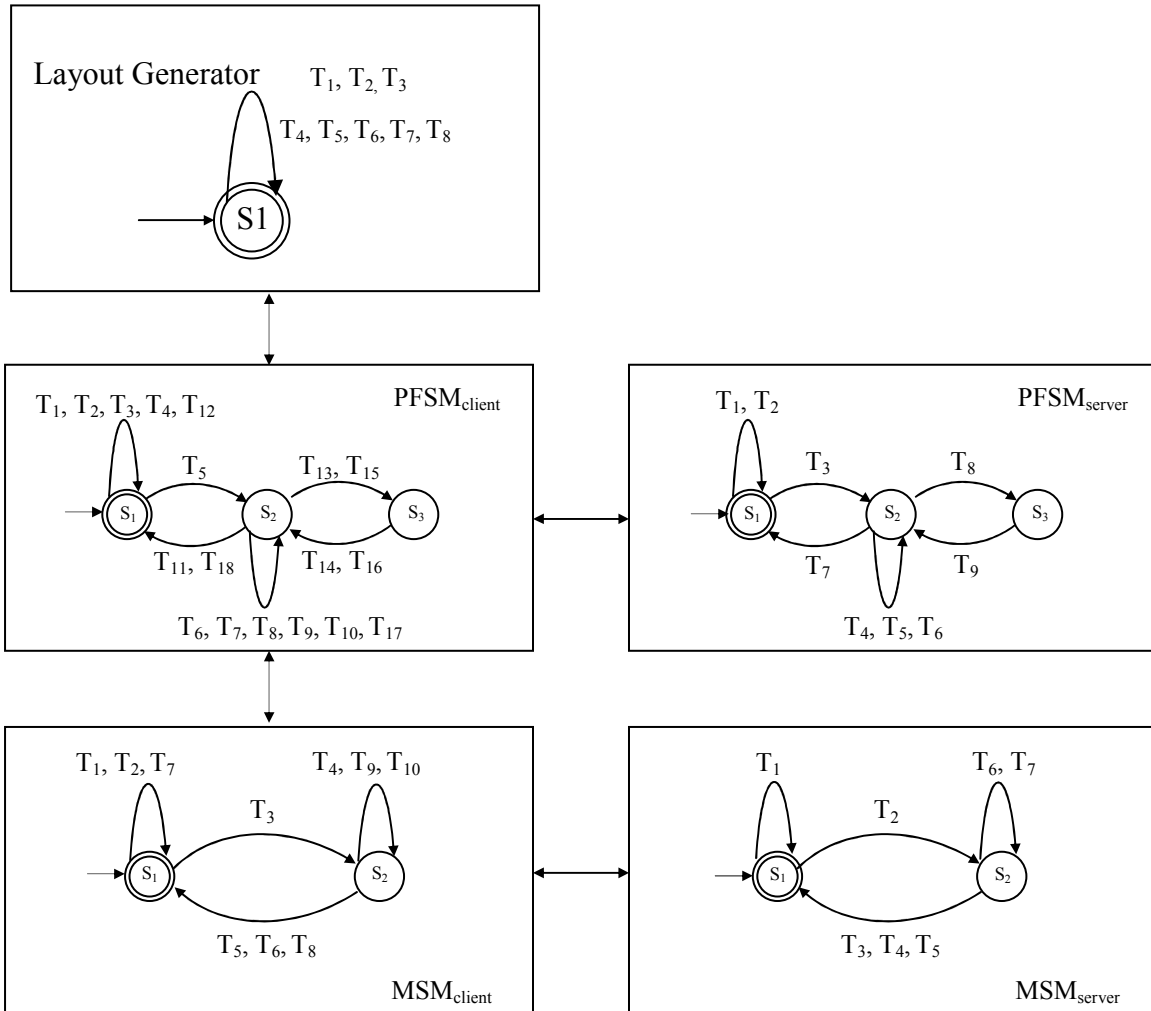 Layout Generator
T1, T2, T3
T4, T5, T6, T7, T8
S1
PFSMclient
T1, T2, T3, T4, T12
T5
T13, T15
S1
S2
S3
T11, T18
T14, T16
T6, T7, T8, T9, T10, T17
PFSMserver
T1, T2
T3
T8
S1
S2
S3
T7
T9
T4, T5, T6
T1, T2, T7
T4, T9, T10
T3
S1
S2
T5, T6, T8
MSMclient
T1
T6, T7
T2
S1
S2
T3, T4, T5
MSMserver